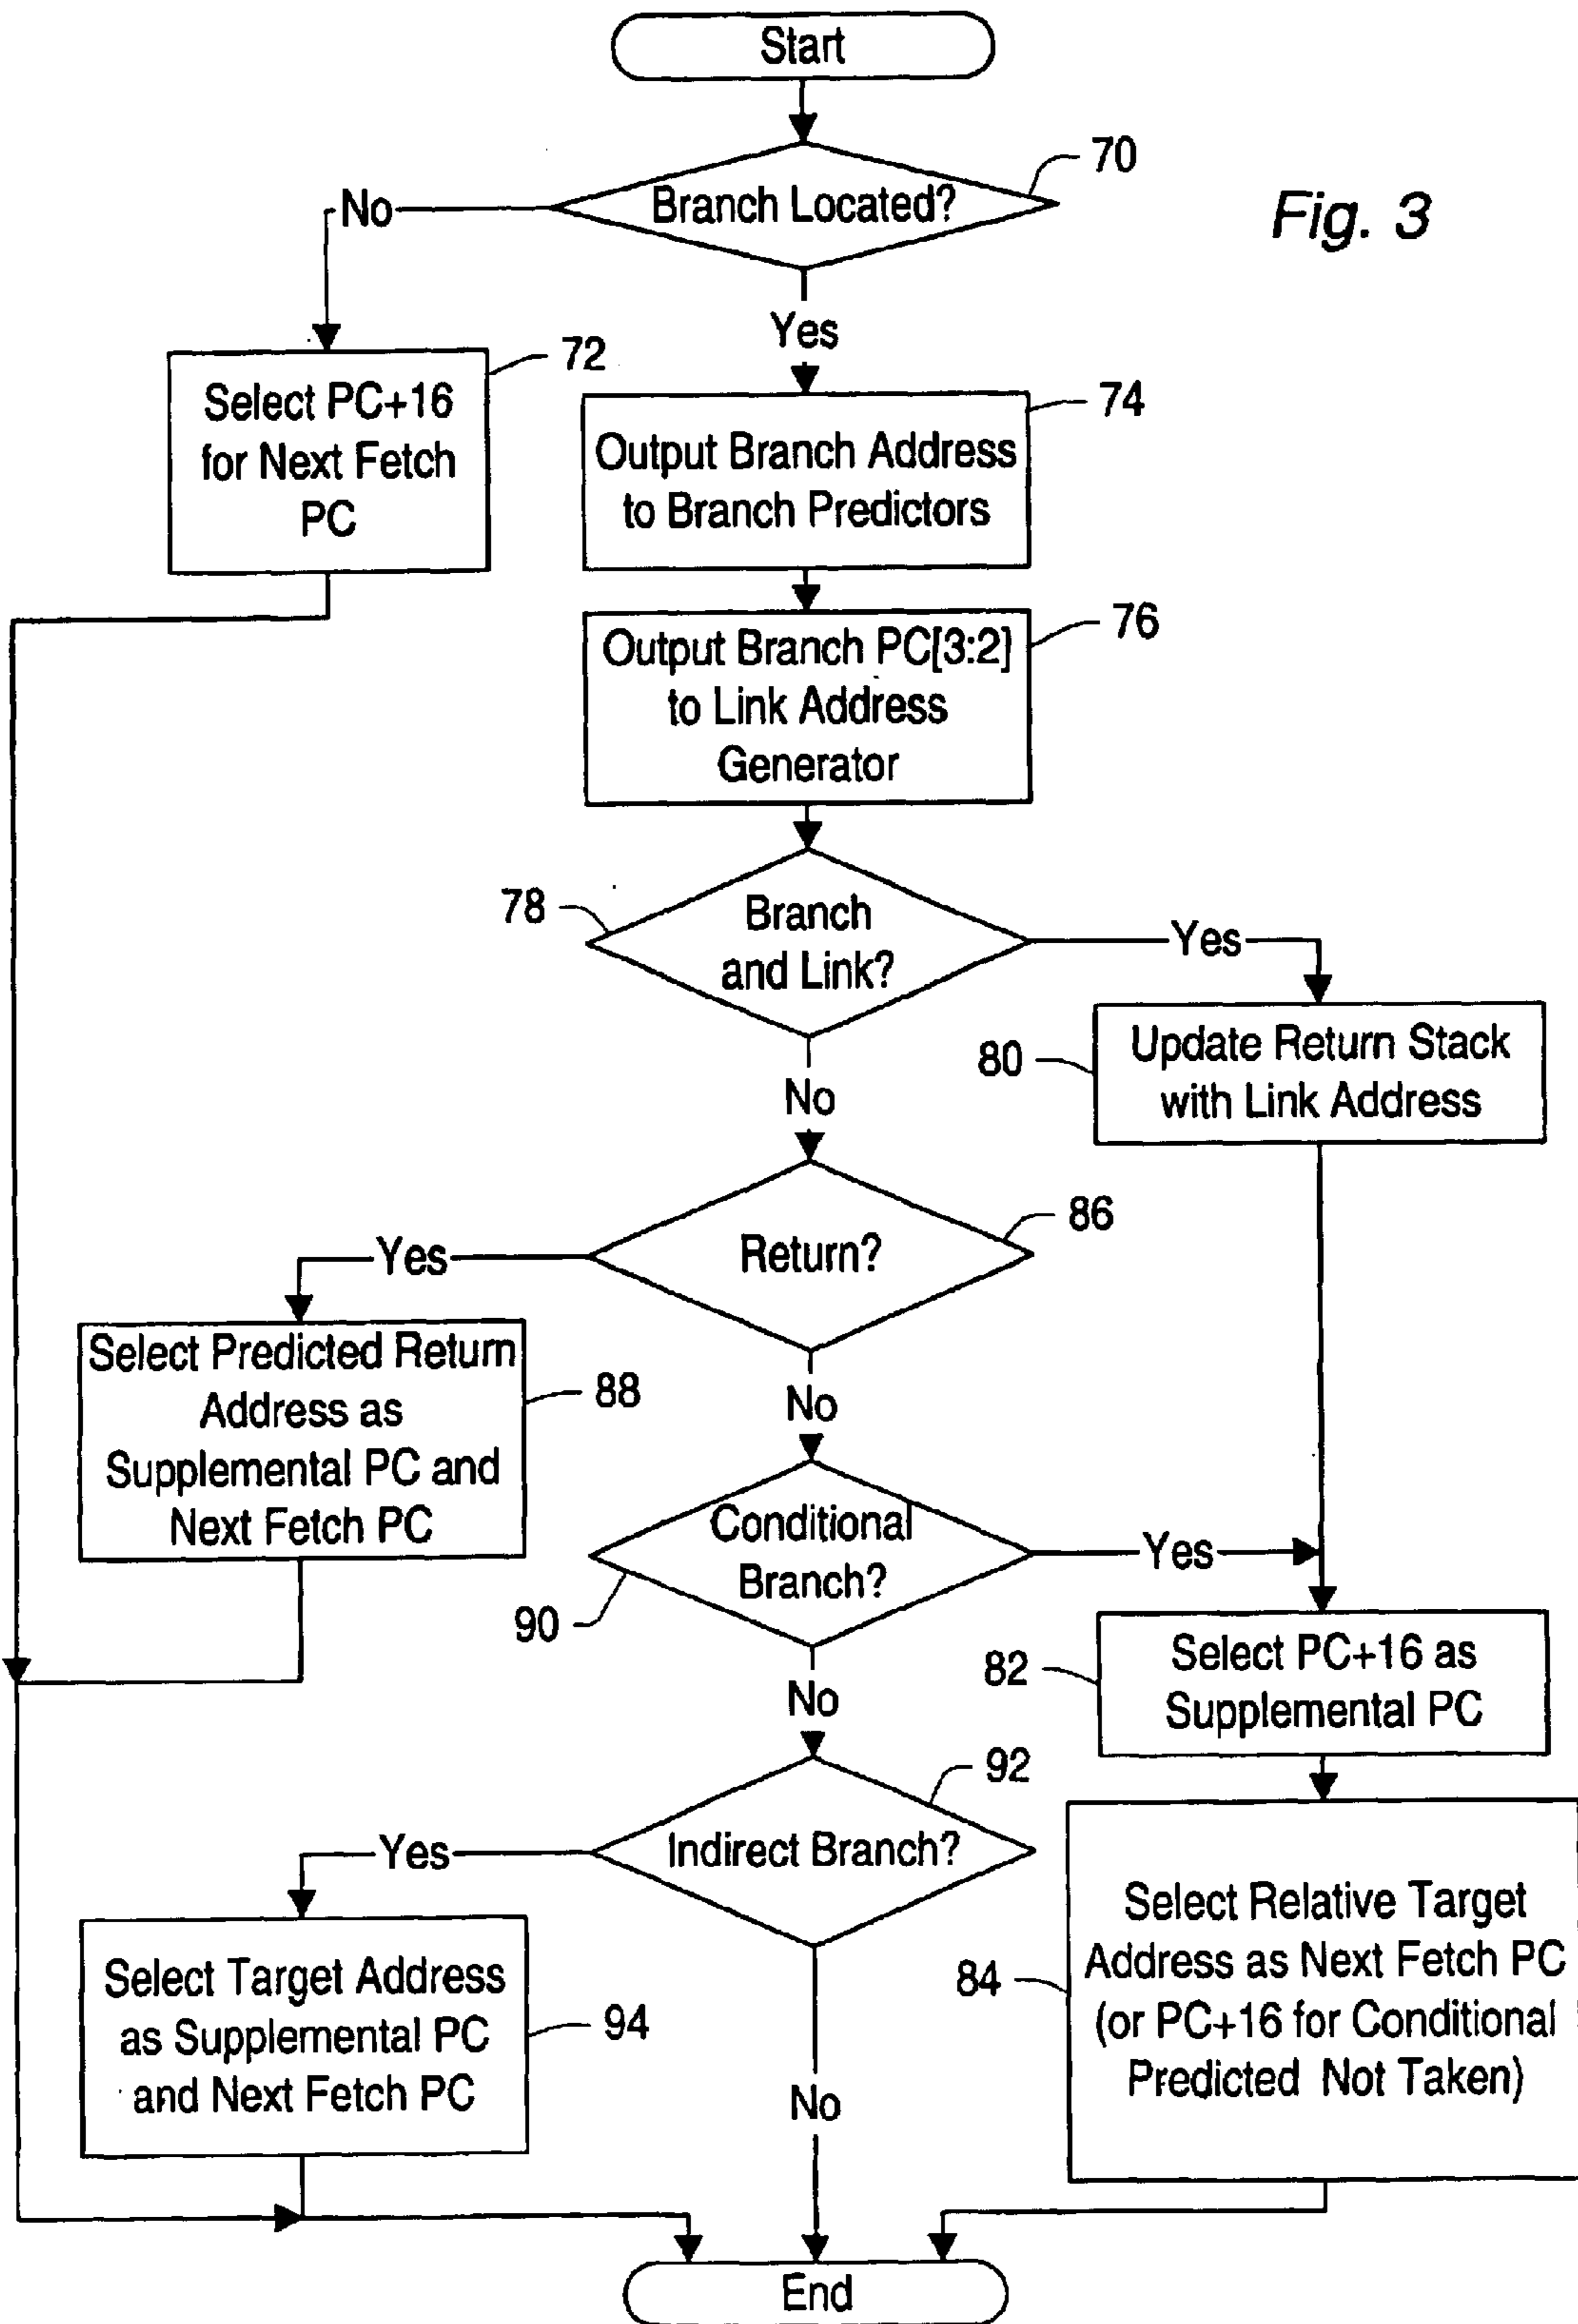 Start
70
Branch Located?
Fig. 3
No
Yes
72
Select PC+16
for Next Fetch
PC
74
Output Branch Address
to Branch Predictors
76
Output Branch PC[3:2]
to Link Address
Generator
78
Branch
and Link?
Yes
No
80
Update Return Stack
with Link Address
86
Return?
Yes
No
Select Predicted Return
Address as
Supplemental PC and
Next Fetch PC
88
Conditional
Branch?
90
Yes
No
82
Select PC+16 as
Supplemental PC
92
Indirect Branch?
Yes
No
Select Target Address
as Supplemental PC
and Next Fetch PC
94
84
Select Relative Target
Address as Next Fetch PC
(or PC+16 for Conditional
Predicted Not Taken)
End